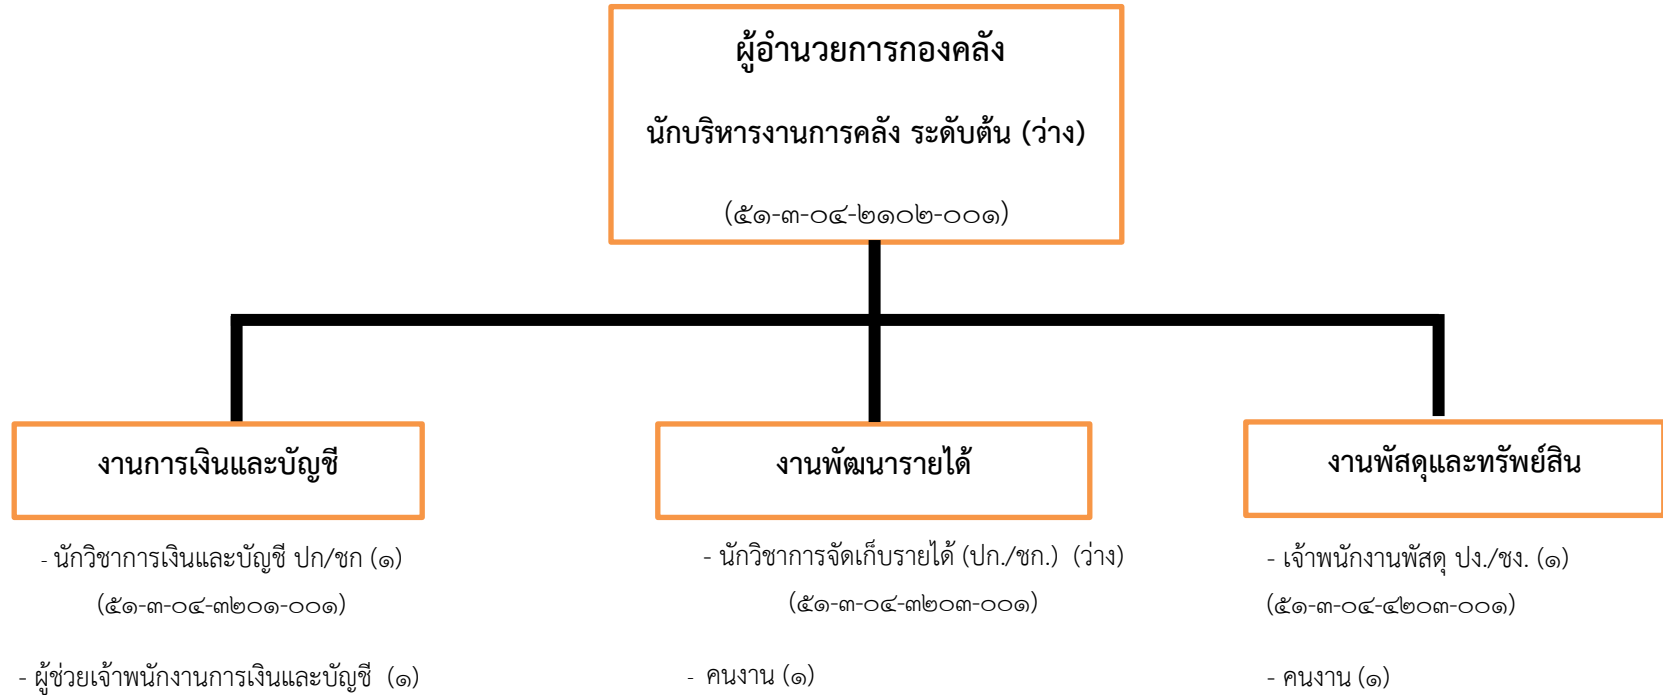 ผู้อำนวยการกองคลัง
นักบริหารงานการคลัง ระดับต้น (ว่าง)
(๕๑-๓-๐๔-๒๑๐๒-๐๐๑)
งานการเงินและบัญชี
- นักวิชาการเงินและบัญชี ปก/ชก (๑)
(๕๑-๓-๐๔-๓๒๐๑-๐๐๑)
- ผู้ช่วยเจ้าพนักงานการเงินและบัญชี (๑)
งานพัฒนารายได้
- นักวิชาการจัดเก็บรายได้ (ปก./ชก.) (ว่าง)
(๕๑-๓-๐๔-๓๒๐๓-๐๐๑)
- คนงาน (๑)
งานพัสดุและทรัพย์สิน
- เจ้าพนักงานพัสดุ ปง./ชง. (๑)
(๕๑-๓-๐๔-๔๒๐๓-๐๐๑)
- คนงาน (๑)